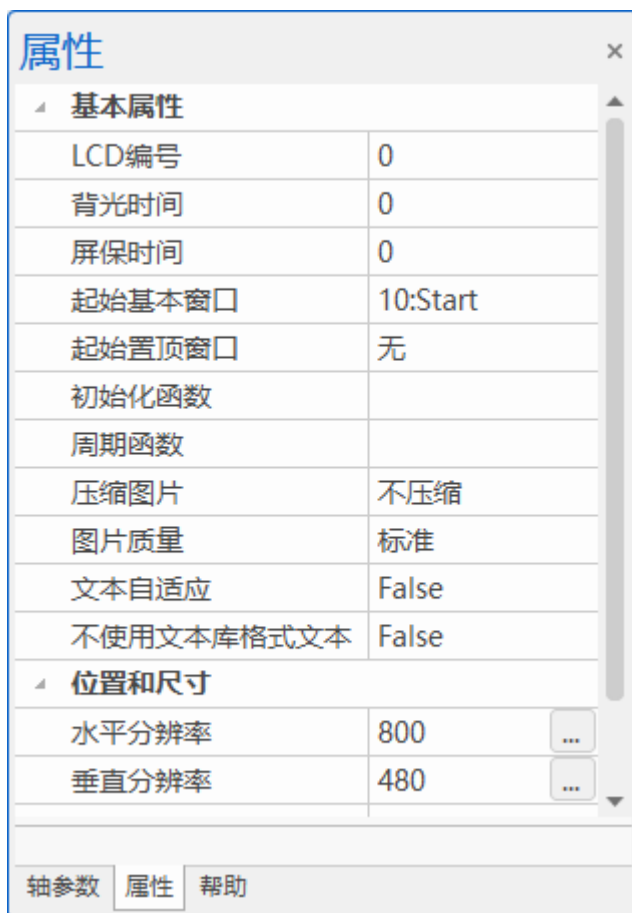 属性
基本属性
LCD编号 0
背光时间 0
屏保时间 0
起始基本窗口 10:Start
起始置顶窗口 无
初始化函数
周期函数
压缩图片 不压缩
图片质量 标准
文本自适应 False
不使用文本库格式文本 False
位置和尺寸
水平分辨率 800 ...
垂直分辨率 480 ...
轴参数 属性 帮助